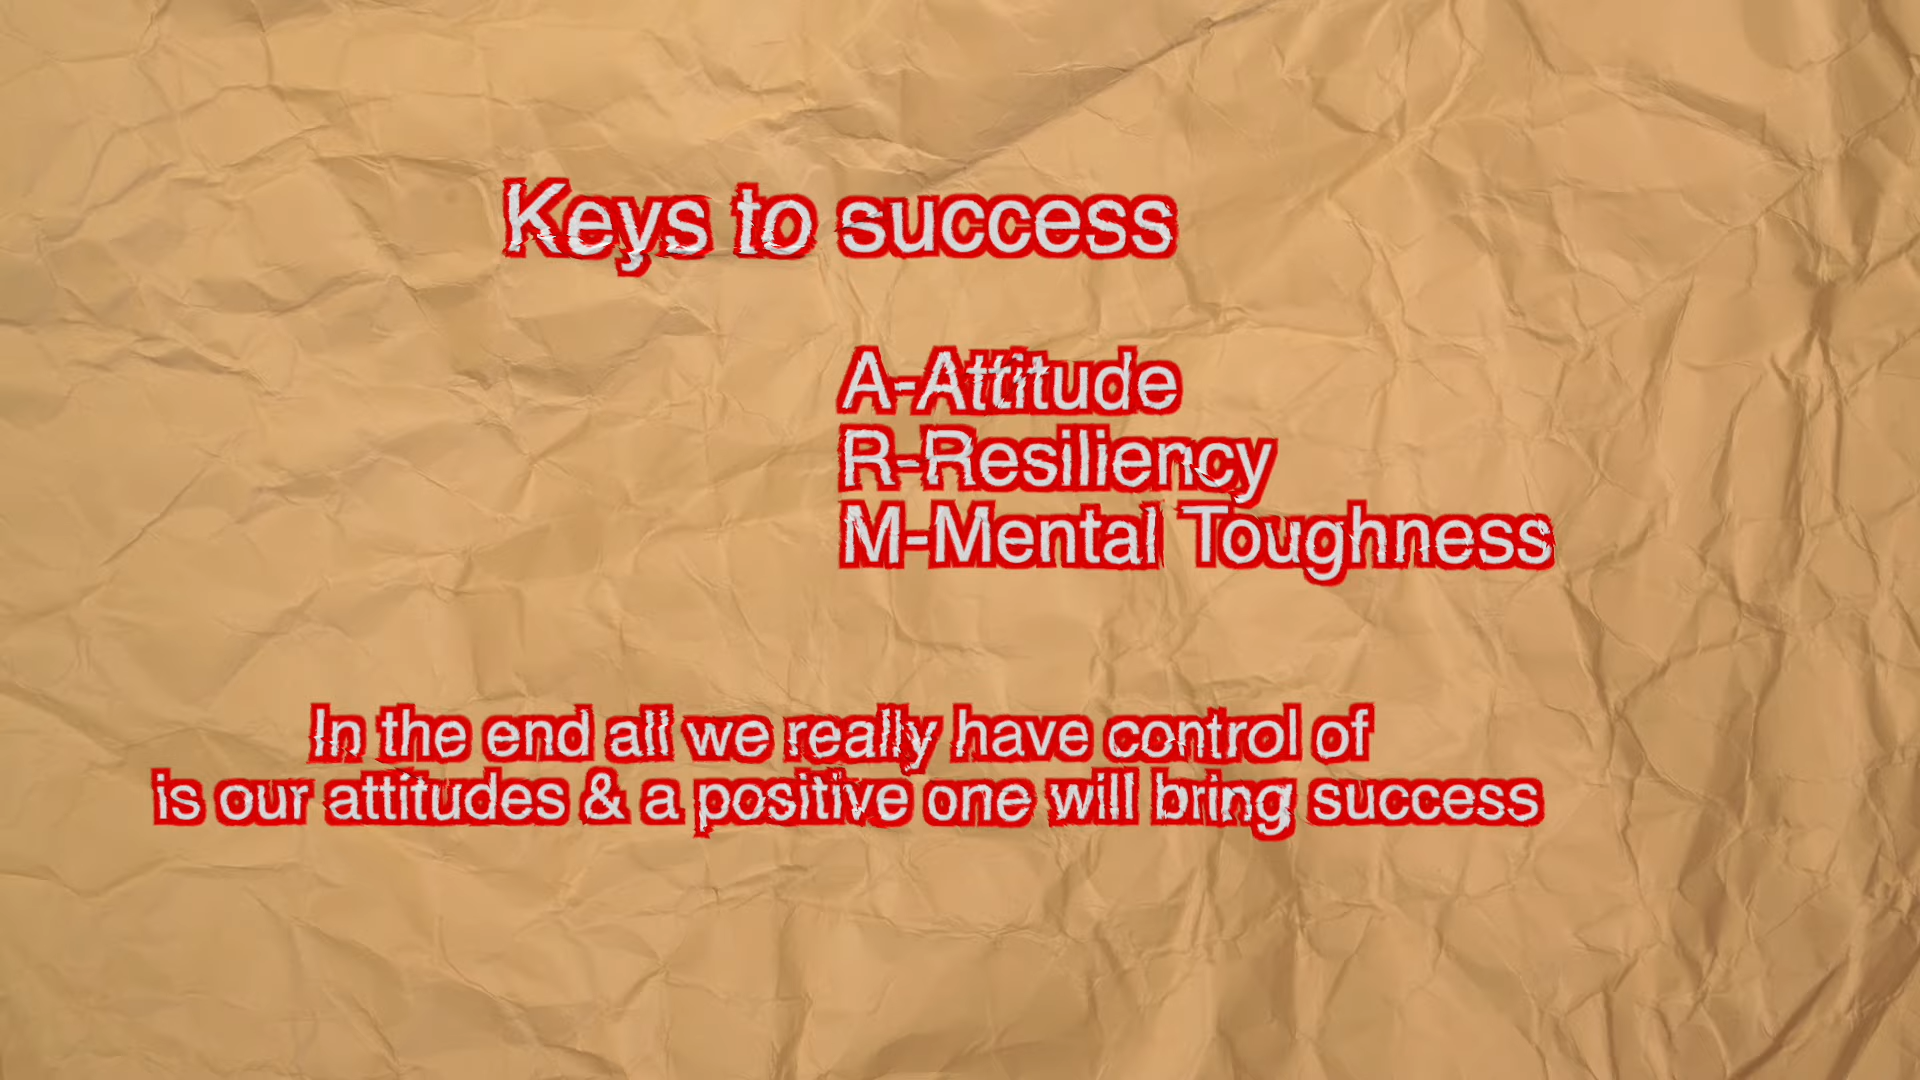 Keys to success
A-Attitude
R-Resiliency
M-Mental Toughness
In the end all we really have control of
is our attitudes & a positive one will bring success